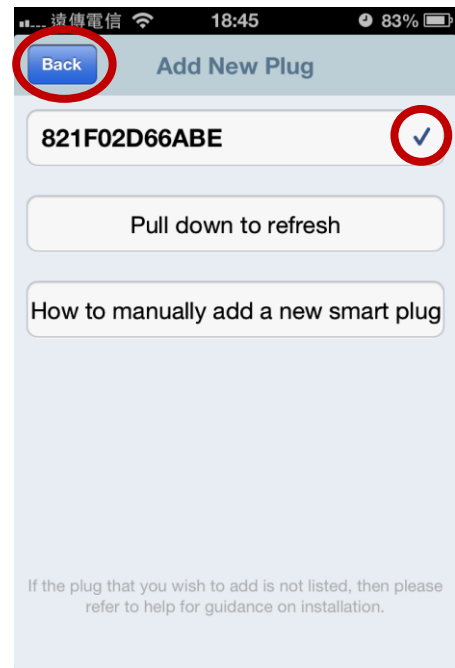 遠傳電信 18:45 83%
Back Add New Plug
821F02D66ABE
Pull down to refresh
How to manually add a new smart plug
If the plug that you wish to add is not listed, then please
refer to help for guidance on installation.